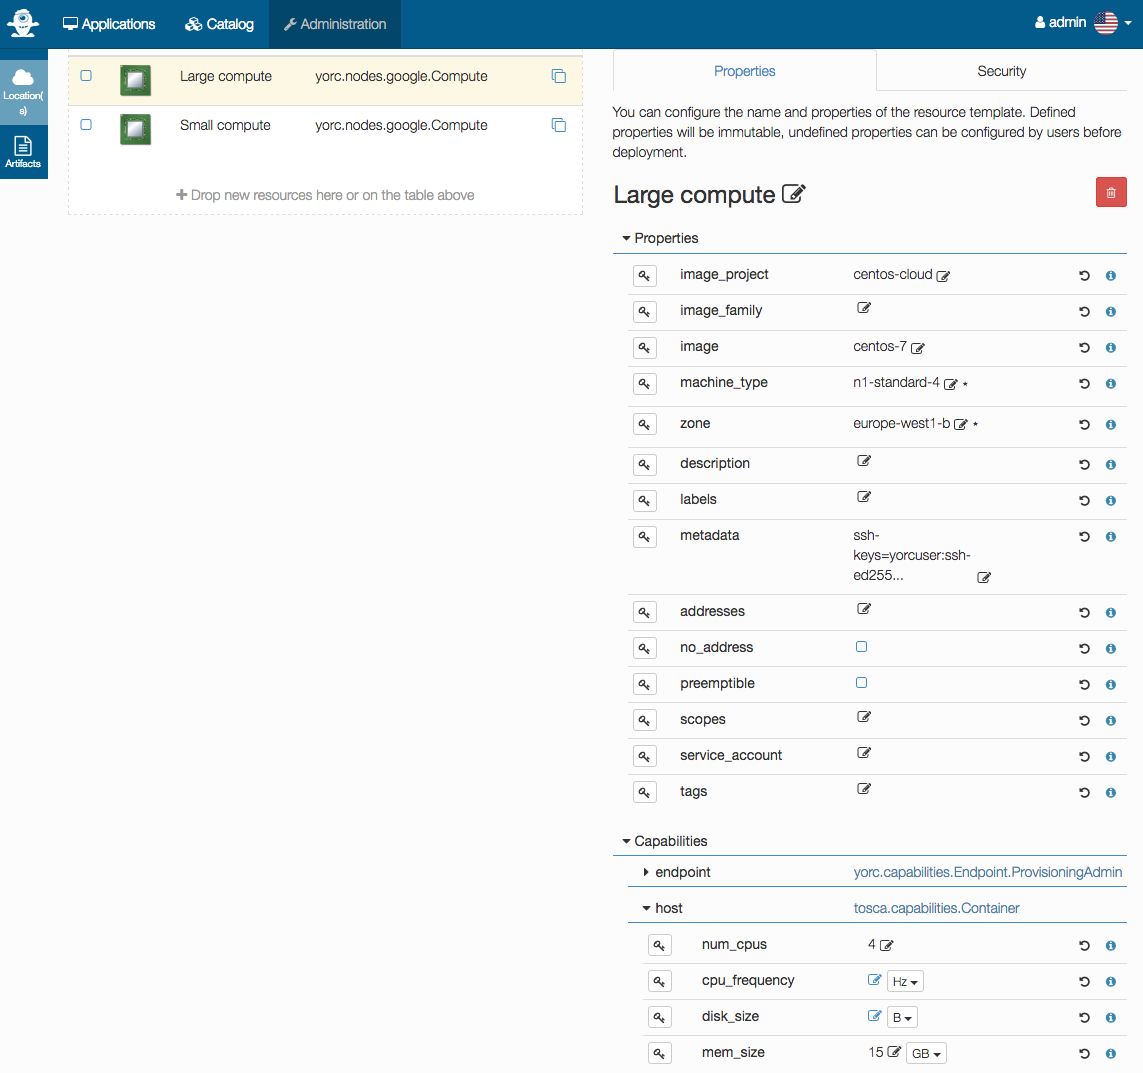 Applications Catalog Administration admin
Location(
s)
Artifacts
Large compute yorc.nodes.google.Compute
Small compute yorc.nodes.google.Compute
Drop new resources here or on the table above
Properties Security
You can configure the name and properties of the resource template. Defined
properties will be immutable, undefined properties can be configured by users before
deployment.
Large compute
Properties
image_project centos-cloud
image_family
image centos-7
machine_type n1-standard-4 *
zone europe-west1-b *
description
labels
metadata ssh-
keys=yorcuser:ssh-
ed255...
addresses
no_address
preemptible
scopes
service_account
tags
Capabilities
endpoint yorc.capabilities.Endpoint.ProvisioningAdmin
host tosca.capabilities.Container
num_cpus 4
cpu_frequency Hz
disk_size B
mem_size 15 GB